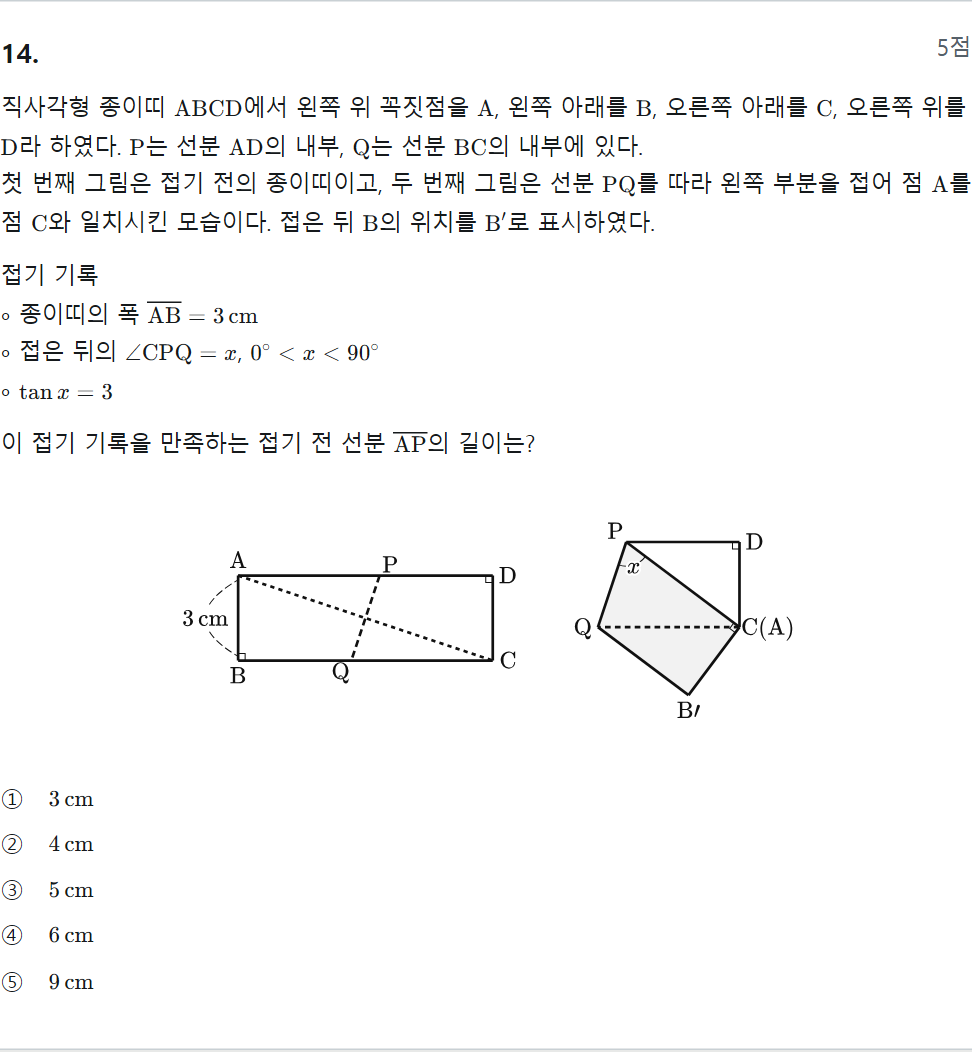 14.
5점
직사각형 종이띠 ABCD에서 왼쪽 위 꼭짓점을 A, 왼쪽 아래를 B, 오른쪽 아래를 C, 오른쪽 위를
D라 하였다. P는 선분 AD의 내부, Q는 선분 BC의 내부에 있다.
첫 번째 그림은 접기 전의 종이띠이고, 두 번째 그림은 선분 PQ를 따라 왼쪽 부분을 접어 점 A를
점 C와 일치시킨 모습이다. 접은 뒤 B의 위치를 B′로 표시하였다.
접기 기록
∘ 종이띠의 폭 A̅B̅ = 3 cm
∘ 접은 뒤의 ∠CPQ = x, 0° < x < 90°
∘ tan x = 3
이 접기 기록을 만족하는 접기 전 선분 A̅P̅의 길이는?
A
P
D
3 cm
B
Q
C
P
D
x
Q
C(A)
B′
① 3 cm
② 4 cm
③ 5 cm
④ 6 cm
⑤ 9 cm